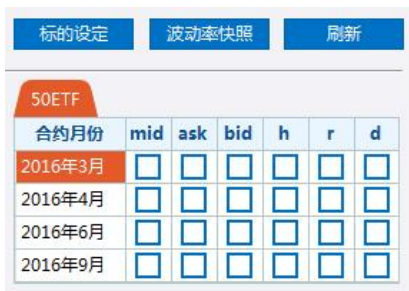 标的设定 波动率快照 刷新
50ETF
合约月份 mid ask bid h r d
2016年3月
2016年4月
2016年6月
2016年9月